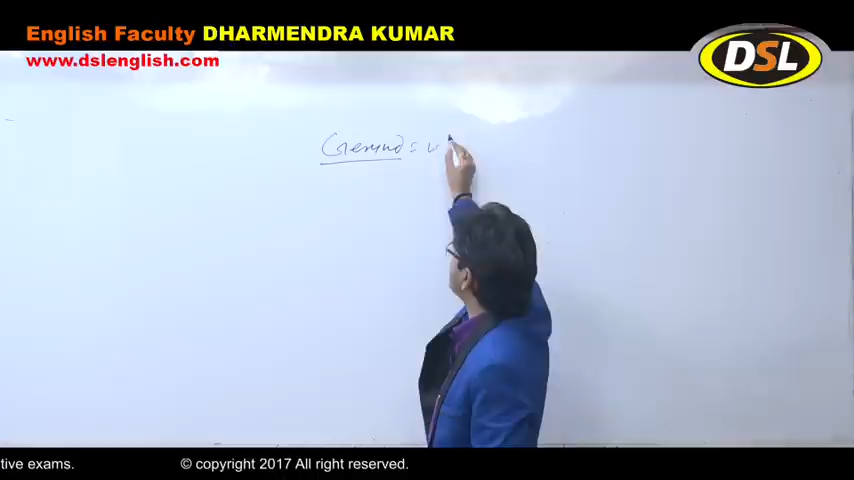 English Faculty DHARMENDRA KUMAR
www.dslenglish.com
DSL
Gerund = v
tive exams. © copyright 2017 All right reserved.